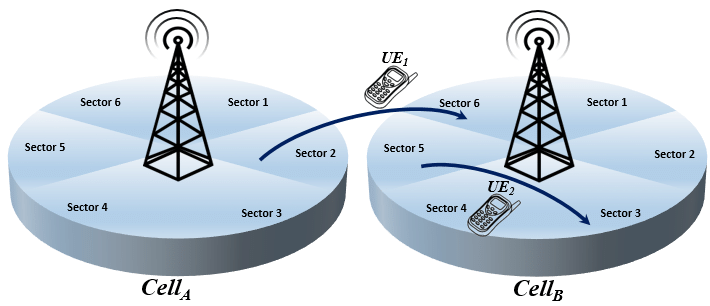 UE1
Sector 6
Sector 1
Sector 5
Sector 2
Sector 4
Sector 3
CellA
Sector 6
Sector 1
Sector 5
Sector 2
UE2
Sector 4
Sector 3
CellB